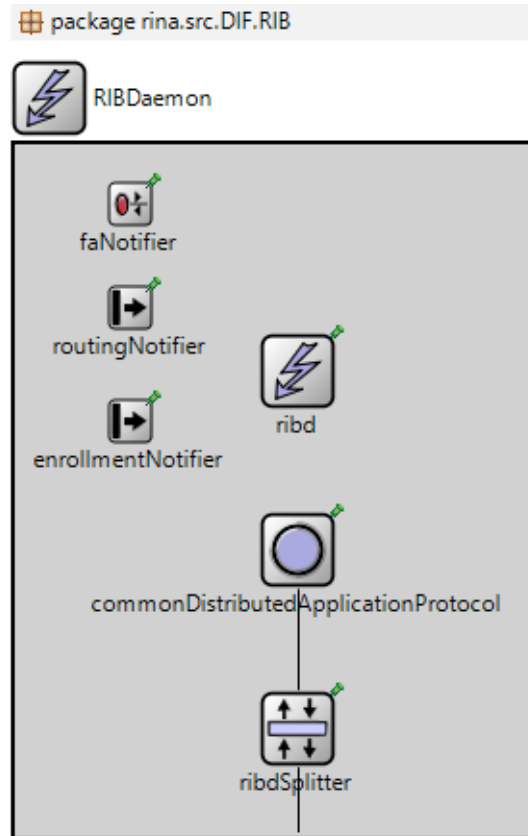 package rina.src.DIF.RIB
RIBDaemon
faNotifier
routingNotifier
ribd
enrollmentNotifier
commonDistributedApplicationProtocol
ribdSplitter